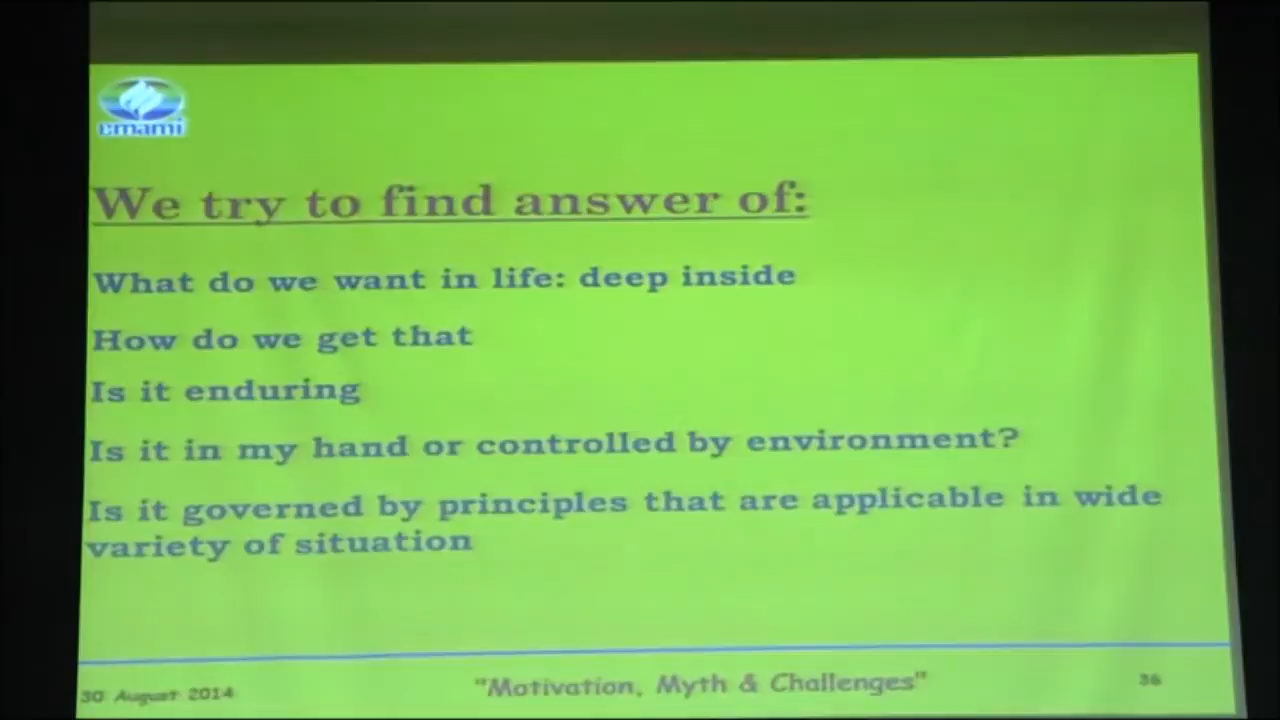 emami
We try to find answer of:
What do we want in life: deep inside
How do we get that
Is it enduring
Is it in my hand or controlled by environment?
Is it governed by principles that are applicable in wide
variety of situation
30 August 2014
"Motivation, Myth & Challenges"
36